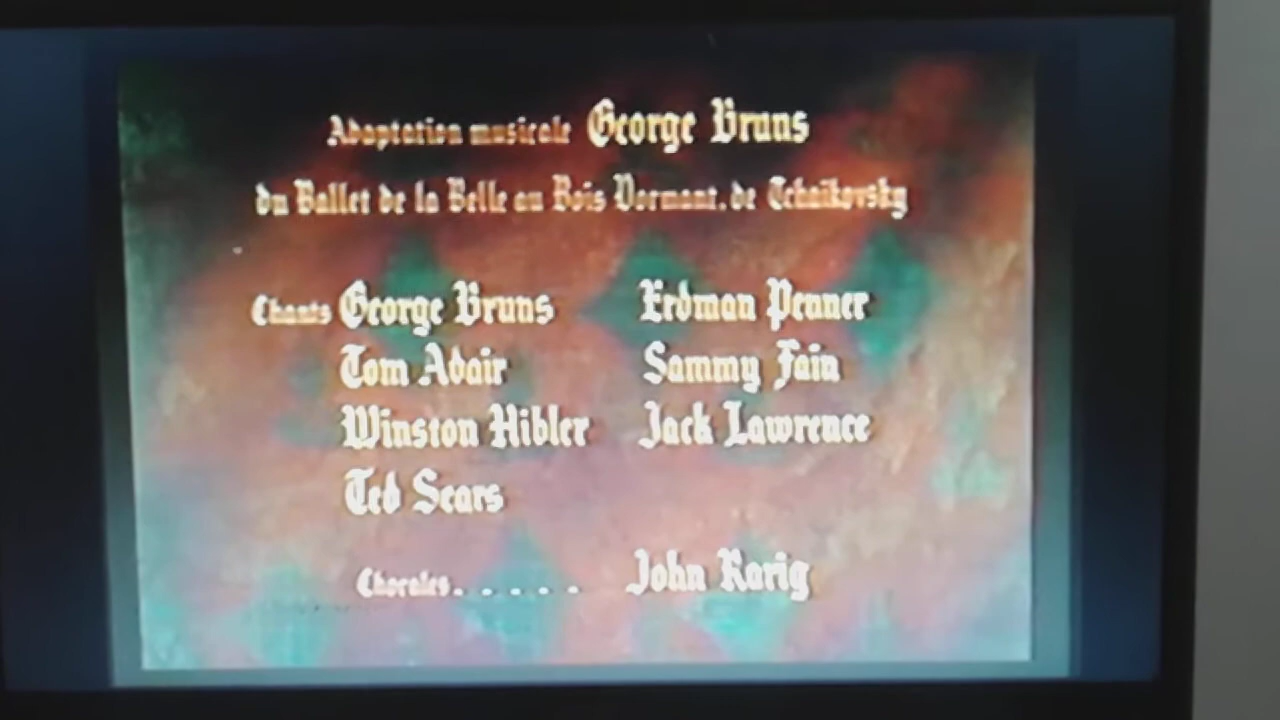 Adaptation musicale George Bruns
du Ballet de la Belle au Bois Dormant, de Tchaïkovsky
Chants George Bruns Erdman Penner
Tom Adair Sammy Fain
Winston Hibler Jack Lawrence
Ted Sears
Chorales...... John Rarig